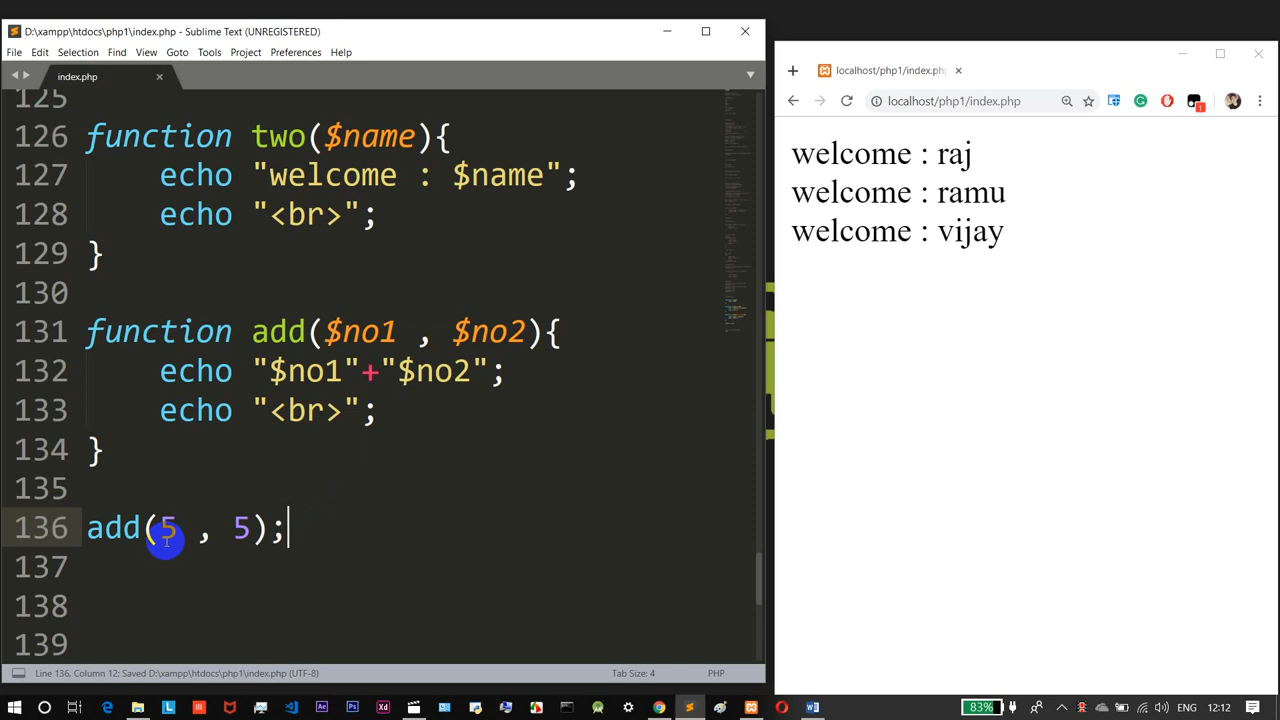 D:\xampp\htdocs\php1\index.php - Sublime Text (UNREGISTERED)
File Edit Selection Find View Goto Tools Project Preferences Help
index.php
125
126 function two($name){
127 echo "welcome : $name";
128 echo "<br>";
129 }
130
131 function add($no1 , $no2){
132 echo "$no1"+"$no2";
133 echo "<br>";
134 }
135
136 add(5 , 5);
137
138
139
Line 136, Column 12; Saved D:\xampp\htdocs\php1\index.php (UTF-8) Tab Size: 4 PHP
localhost/php1/index.ph
localhost/php1/index.php
1
welcome : raj
welcome : ramu
welcome : vijay
83% ENG 12:12